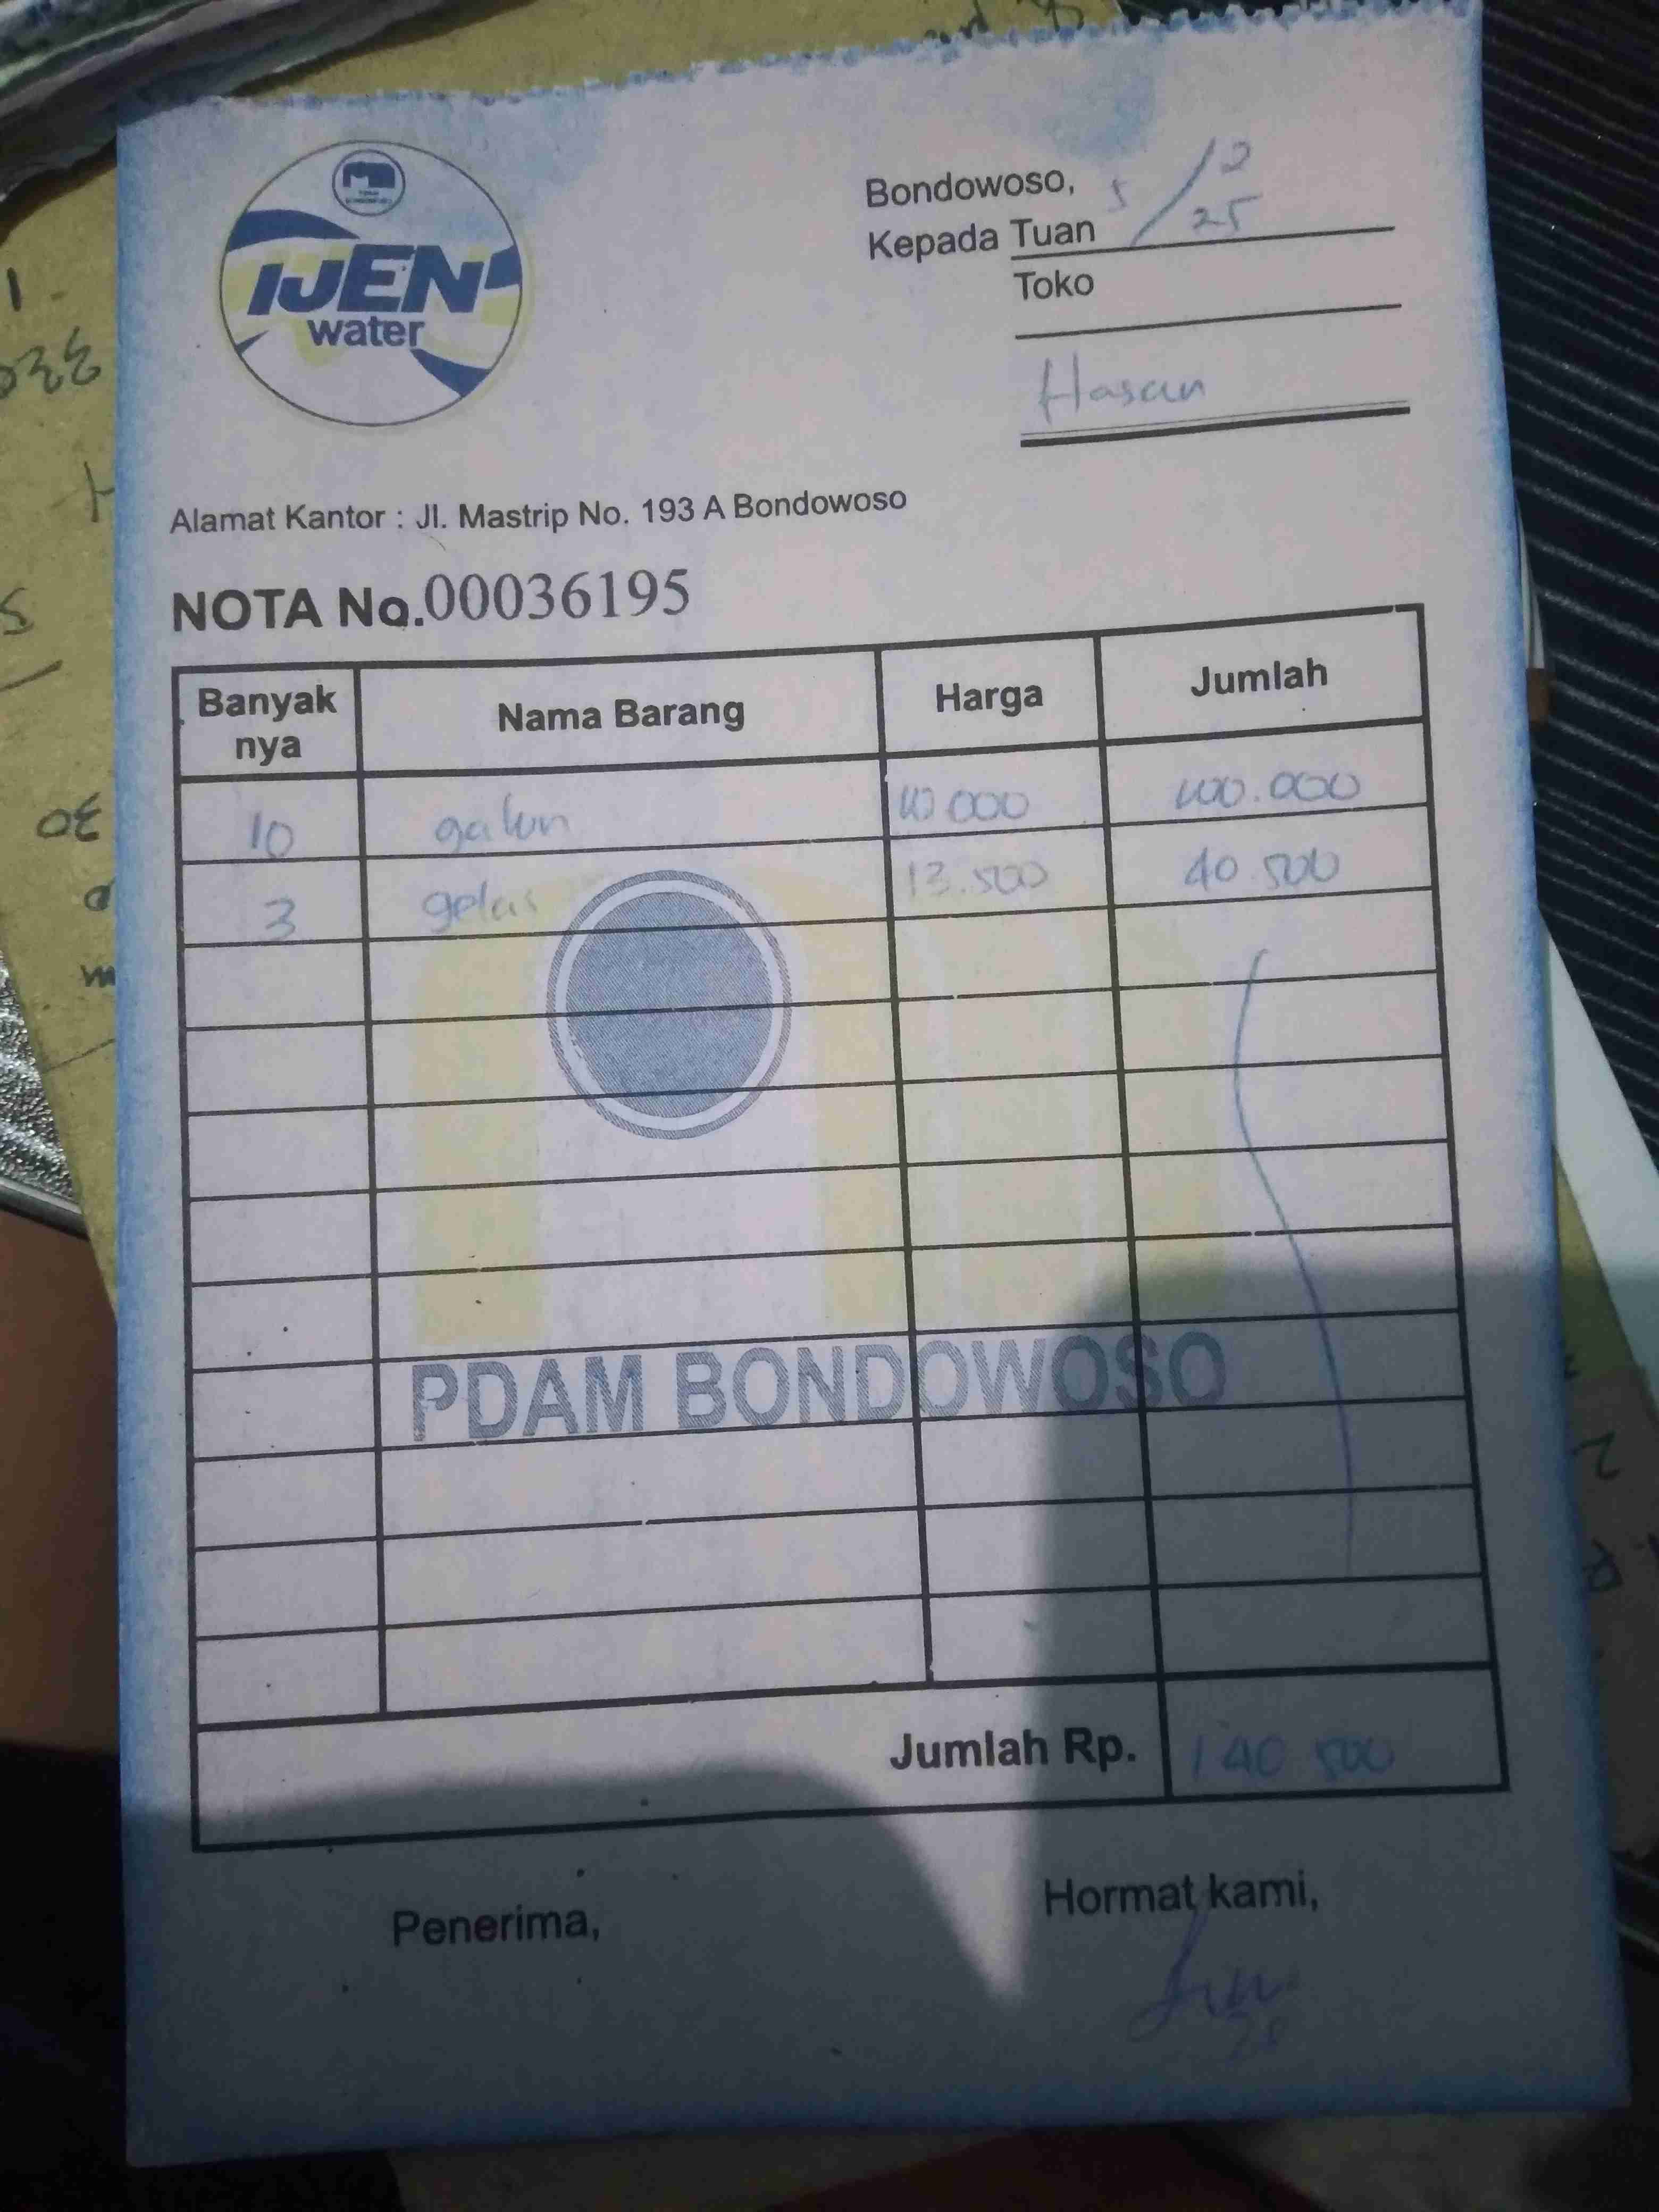 IJEN
water
Bondowoso, 5/2
25
Kepada Tuan
Toko
Hasan
Alamat Kantor : Jl. Mastrip No. 193 A Bondowoso
NOTA No. 00036195
Banyak nya Nama Barang Harga Jumlah
10 galon 10 000 100.000
3 gelas 13.500 40.500
PDAM BONDOWOSO
Jumlah Rp. 140 500
Penerima, Hormat kami,